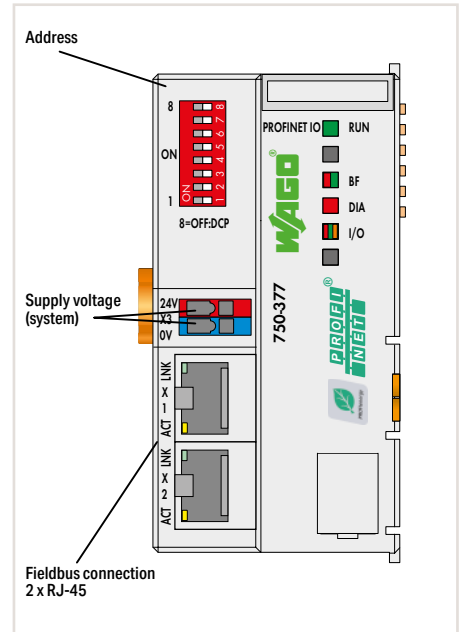 Address
8
ON
1
ON
1 2 3 4 5 6 7 8
8=OFF:DCP
PROFINET IO RUN
BF
DIA
I/O
WAGO®
750-377
PROFI®
NET
Supply voltage
(system)
24V
X3
0V
LNK
X
1
ACT
LNK
X
2
ACT
Fieldbus connection
2 x RJ-45